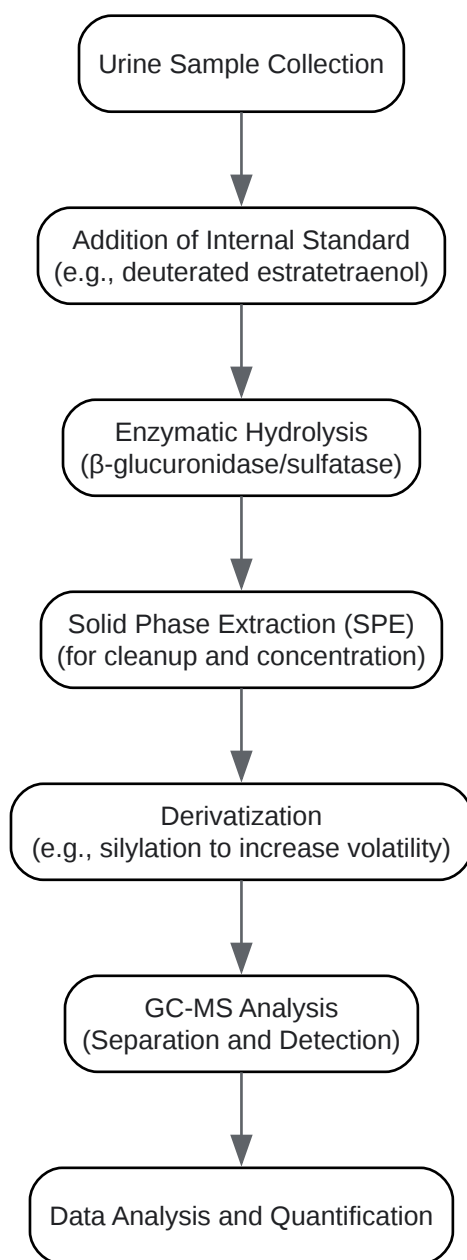 Urine Sample Collection
Addition of Internal Standard
(e.g., deuterated estratetraenol)
Enzymatic Hydrolysis
(β-glucuronidase/sulfatase)
Solid Phase Extraction (SPE)
(for cleanup and concentration)
Derivatization
(e.g., silylation to increase volatility)
GC-MS Analysis
(Separation and Detection)
Data Analysis and Quantification